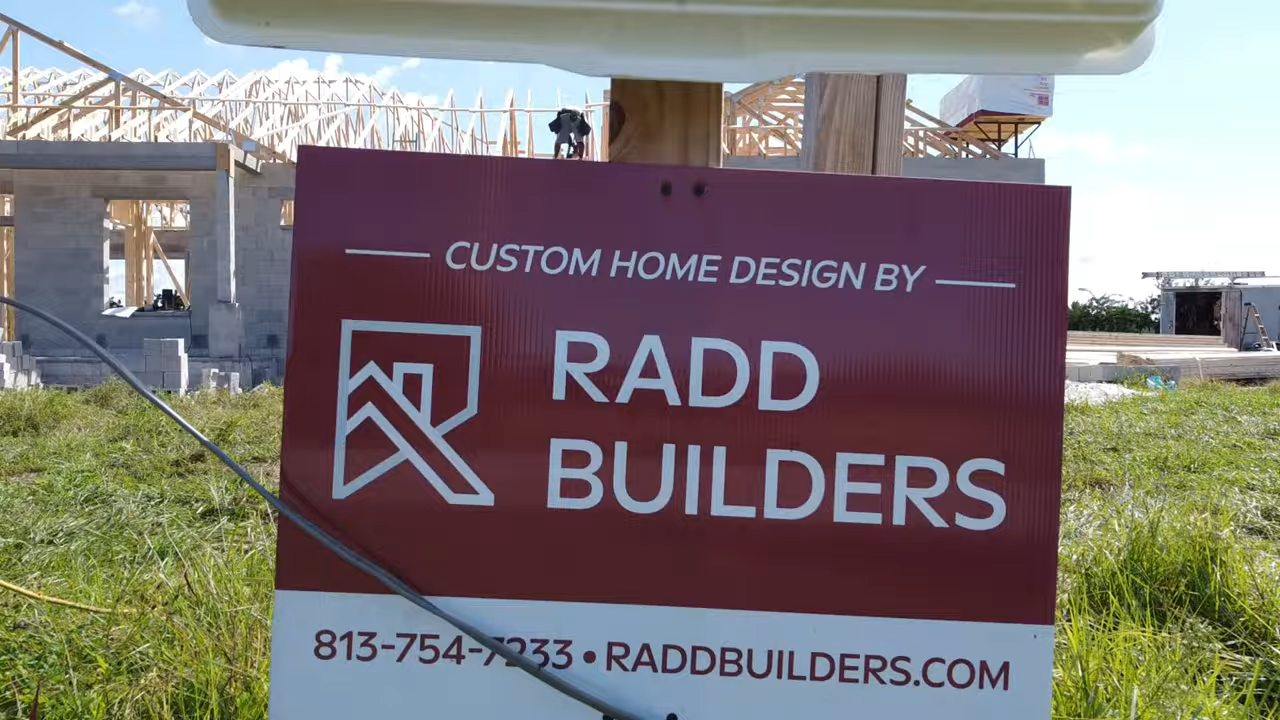 CUSTOM HOME DESIGN BY
RADD
BUILDERS
813-754-7233 • RADDBUILDERS.COM